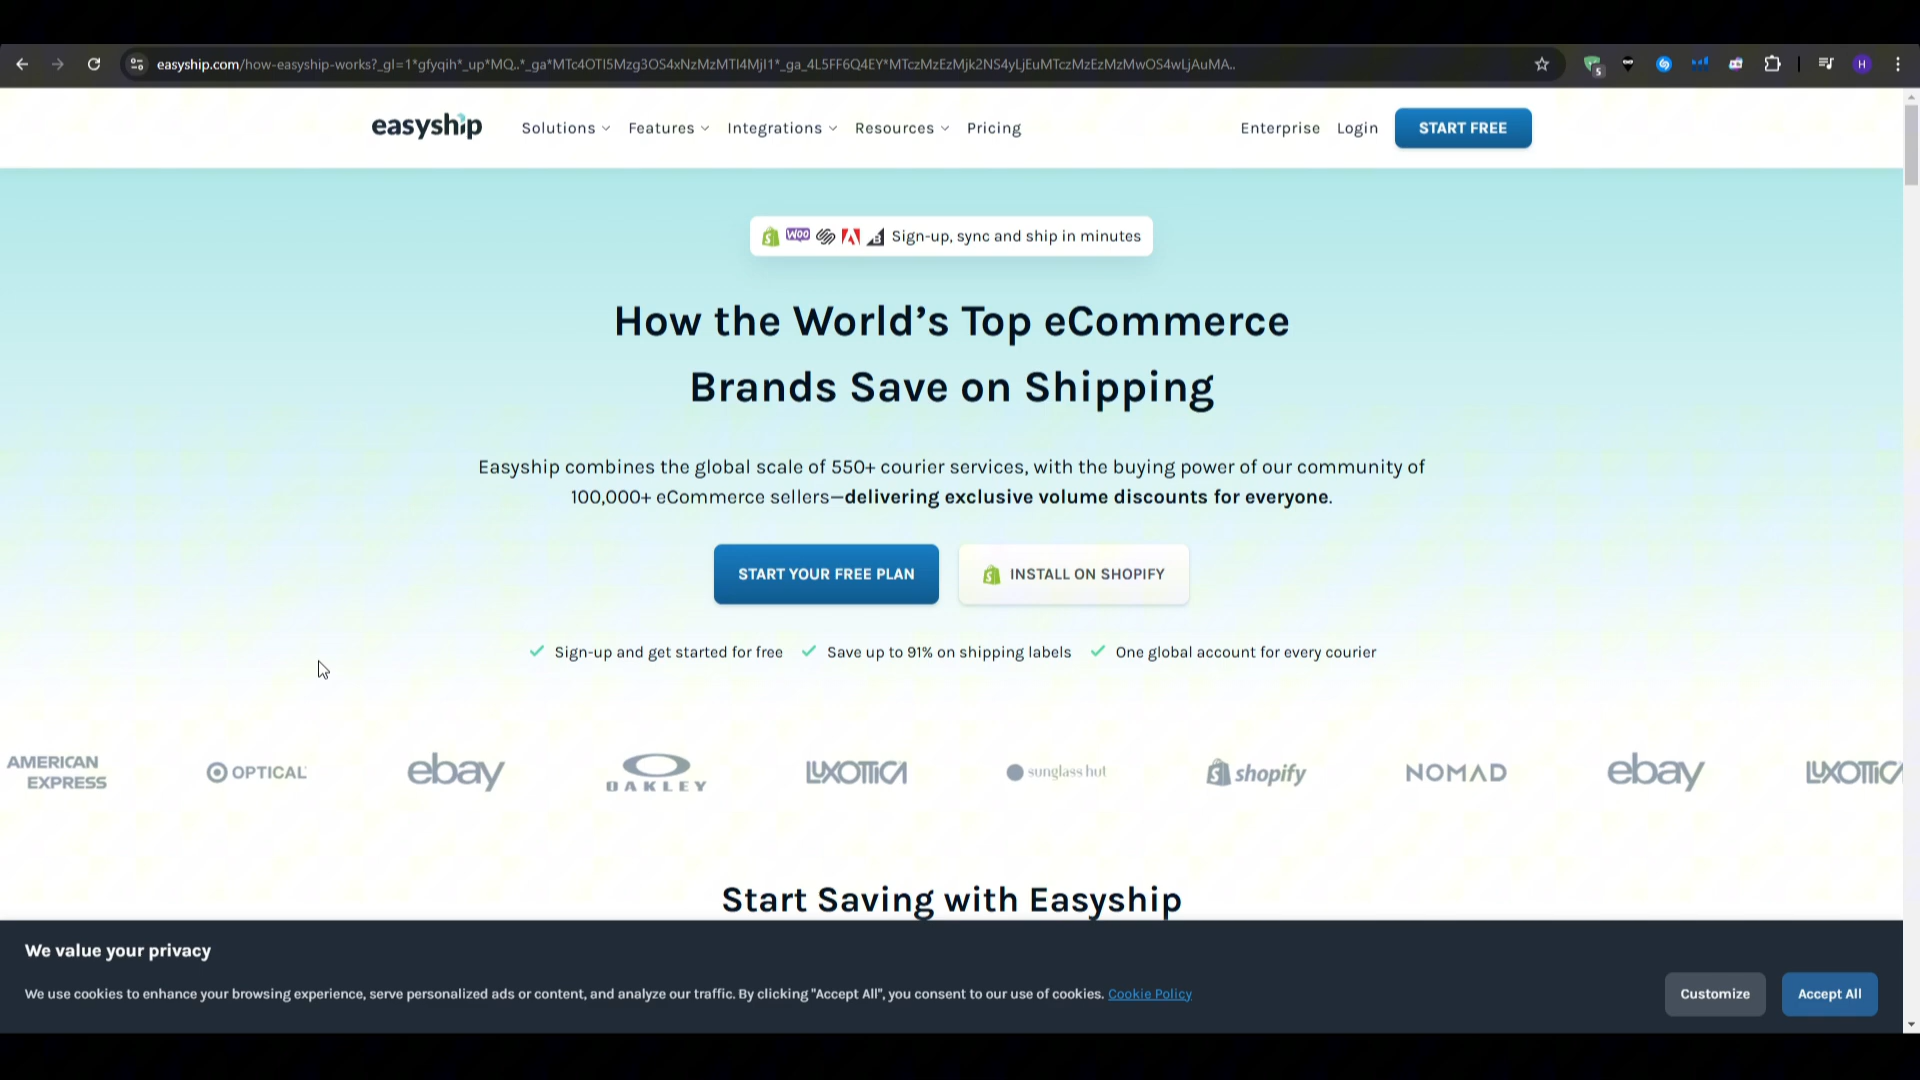 easyship.com/how-easyship-works?_gl=1*gfyqih*_up*MQ..*_ga*MTc4OTI5Mzg3OS4xNzMzMTI4MjI1*_ga_4L5FF6Q4EY*MTczMzEzMjk2NS4yLjEuMTczMzEzMzMwOS4wLjAuMA..
5
H
easyship
Solutions Features Integrations Resources Pricing Enterprise Login START FREE
WOO Sign-up, sync and ship in minutes
How the World's Top eCommerce
Brands Save on Shipping
Easyship combines the global scale of 550+ courier services, with the buying power of our community of
100,000+ eCommerce sellers—delivering exclusive volume discounts for everyone.
START YOUR FREE PLAN INSTALL ON SHOPIFY
Sign-up and get started for free Save up to 91% on shipping labels One global account for every courier
AMERICAN
EXPRESS
OPTICAL ebay OAKLEY LUXOTTICA sunglass hut shopify NOMAD ebay LUXOTTICA
Start Saving with Easyship
We value your privacy
We use cookies to enhance your browsing experience, serve personalized ads or content, and analyze our traffic. By clicking "Accept All", you consent to our use of cookies. Cookie Policy
Customize Accept All